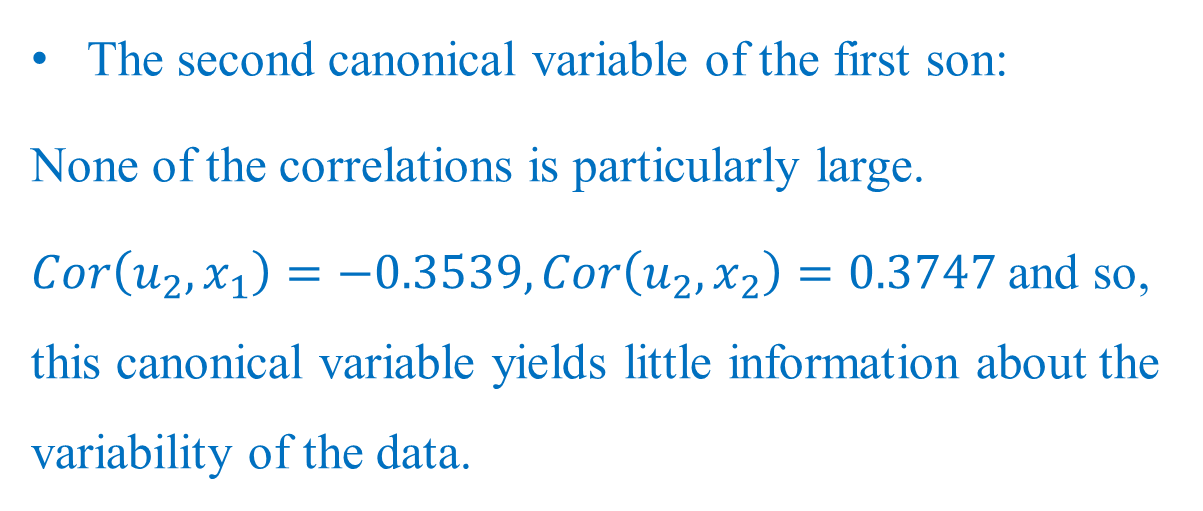 • The second canonical variable of the first son:
None of the correlations is particularly large.
𝐶𝑜𝑟(𝑢₂, 𝑥₁) = −0.3539, 𝐶𝑜𝑟(𝑢₂, 𝑥₂) = 0.3747 and so,
this canonical variable yields little information about the
variability of the data.